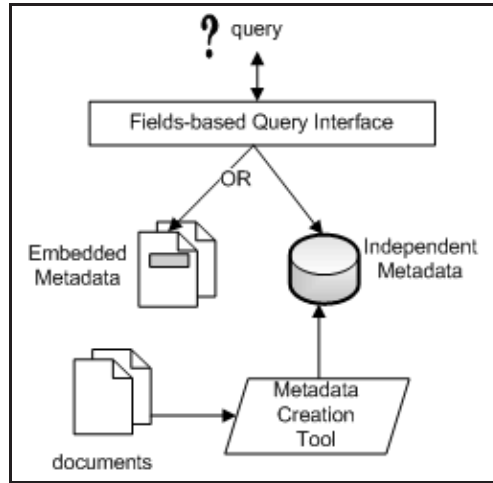 ? query
Fields-based Query Interface
OR
Embedded
Metadata
Independent
Metadata
Metadata
Creation
Tool
documents